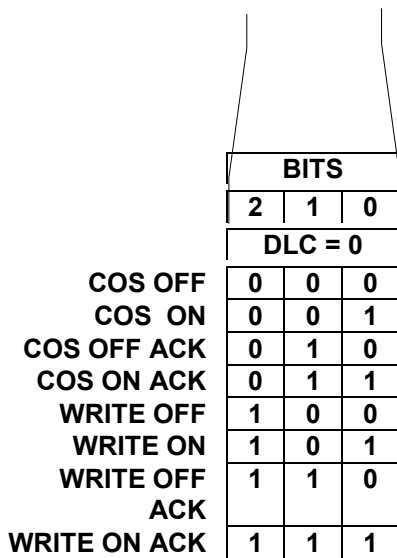 BITS
2 1 0
DLC = 0
COS OFF 0 0 0
COS ON 0 0 1
COS OFF ACK 0 1 0
COS ON ACK 0 1 1
WRITE OFF 1 0 0
WRITE ON 1 0 1
WRITE OFF 1 1 0
ACK
WRITE ON ACK 1 1 1